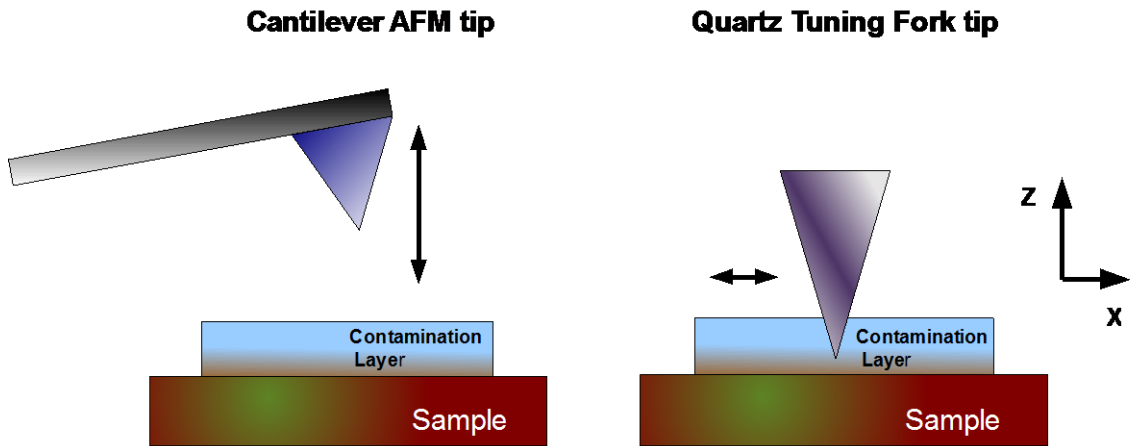 Cantilever AFM tip
Quartz Tuning Fork tip
Z
X
Contamination
Layer
Sample
Contamination
Layer
Sample